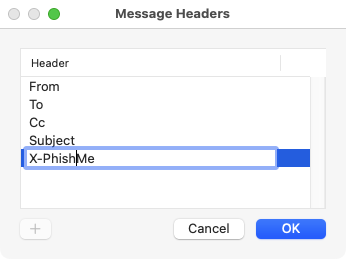 Message Headers
Header
From
To
Cc
Subject
X-PhishMe
+
Cancel
OK